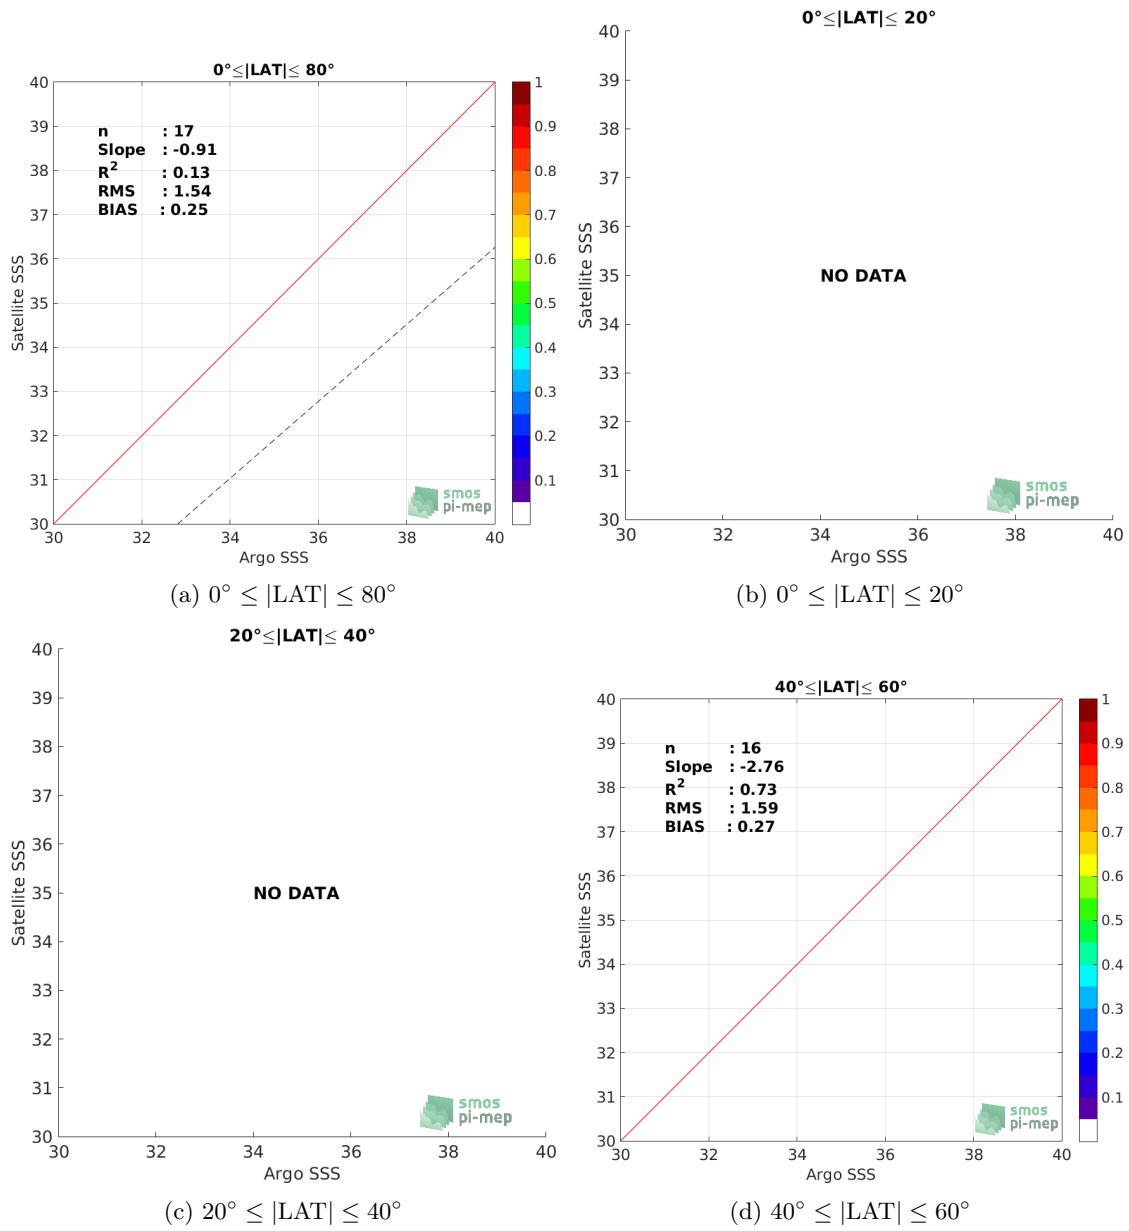 0°≤|LAT|≤ 80°
40
39
38
37
36
35
34
33
32
31
30
n : 17
Slope : -0.91
R² : 0.13
RMS : 1.54
BIAS : 0.25
Satellite SSS
30 32 34 36 38 40
Argo SSS
1
0.9
0.8
0.7
0.6
0.5
0.4
0.3
0.2
0.1
smos
pi-mep
(a) 0° ≤ |LAT| ≤ 80°
0°≤|LAT|≤ 20°
40
39
38
37
36
35
34
33
32
31
30
NO DATA
Satellite SSS
30 32 34 36 38 40
Argo SSS
smos
pi-mep
(b) 0° ≤ |LAT| ≤ 20°
20°≤|LAT|≤ 40°
40
39
38
37
36
35
34
33
32
31
30
NO DATA
Satellite SSS
30 32 34 36 38 40
Argo SSS
smos
pi-mep
(c) 20° ≤ |LAT| ≤ 40°
40°≤|LAT|≤ 60°
40
39
38
37
36
35
34
33
32
31
30
n : 16
Slope : -2.76
R² : 0.73
RMS : 1.59
BIAS : 0.27
Satellite SSS
30 32 34 36 38 40
Argo SSS
1
0.9
0.8
0.7
0.6
0.5
0.4
0.3
0.2
0.1
smos
pi-mep
(d) 40° ≤ |LAT| ≤ 60°